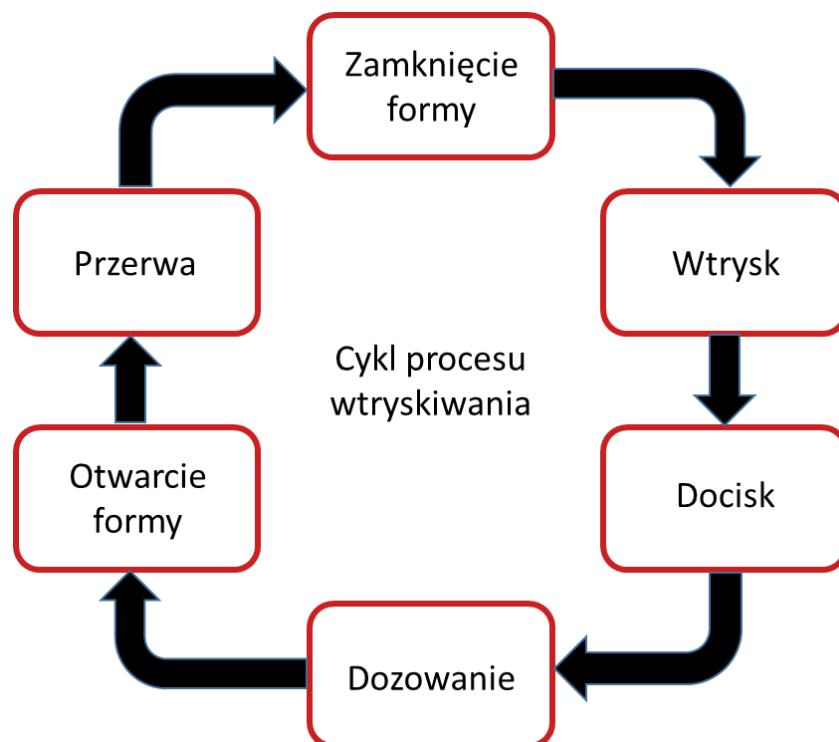 Zamknięcie
formy
Wtrysk
Docisk
Dozowanie
Otwarcie
formy
Przerwa
Cykl procesu
wtryskiwania